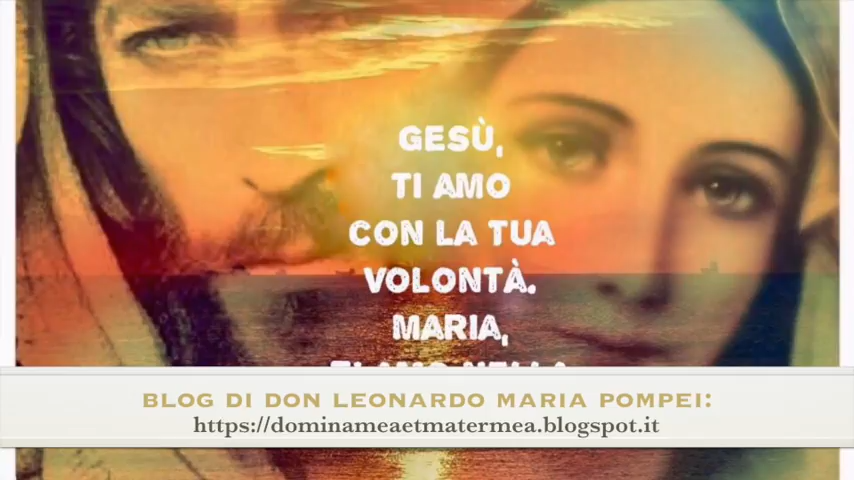 GESÙ,
TI AMO
CON LA TUA
VOLONTÀ.
MARIA,
BLOG DI DON LEONARDO MARIA POMPEI:
https://dominameaetmatermea.blogspot.it